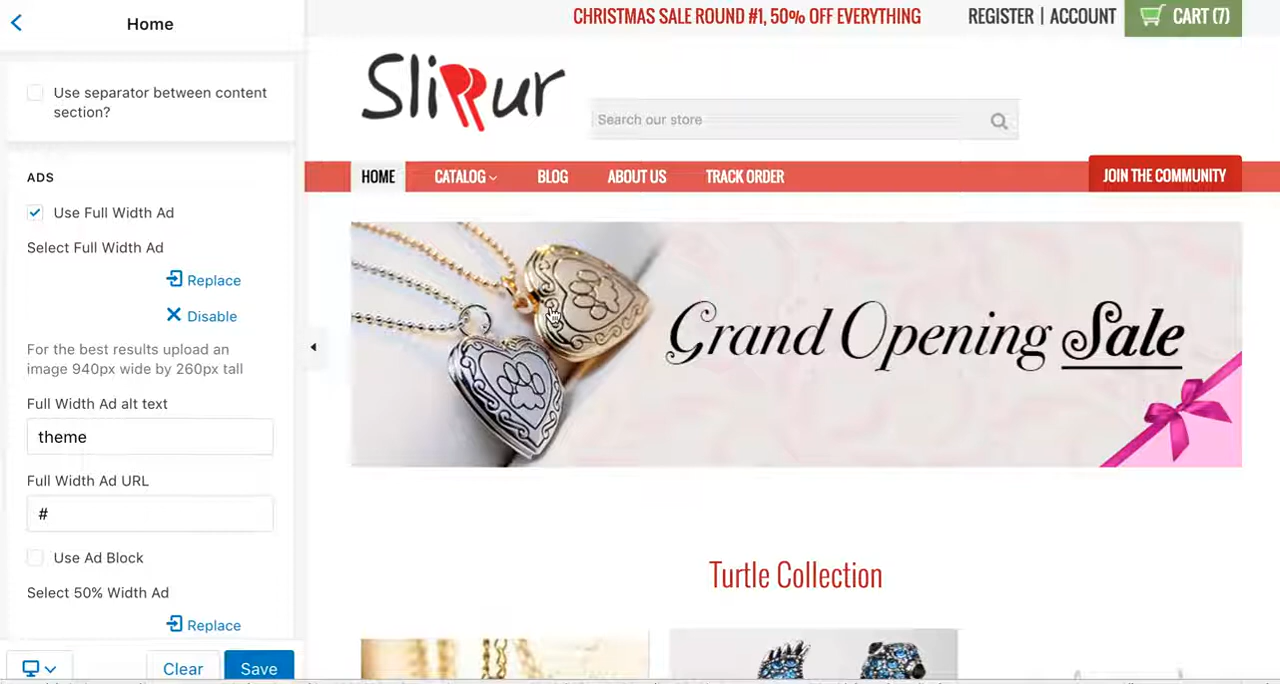 Home
Use separator between content
section?
ADS
Use Full Width Ad
Select Full Width Ad
Replace
Disable
For the best results upload an
image 940px wide by 260px tall
Full Width Ad alt text
theme
Full Width Ad URL
#
Use Ad Block
Select 50% Width Ad
Replace
Clear
Save
CHRISTMAS SALE ROUND #1, 50% OFF EVERYTHING
REGISTER | ACCOUNT
CART (7)
Slirrur
Search our store
HOME
CATALOG
BLOG
ABOUT US
TRACK ORDER
JOIN THE COMMUNITY
Grand Opening Sale
Turtle Collection